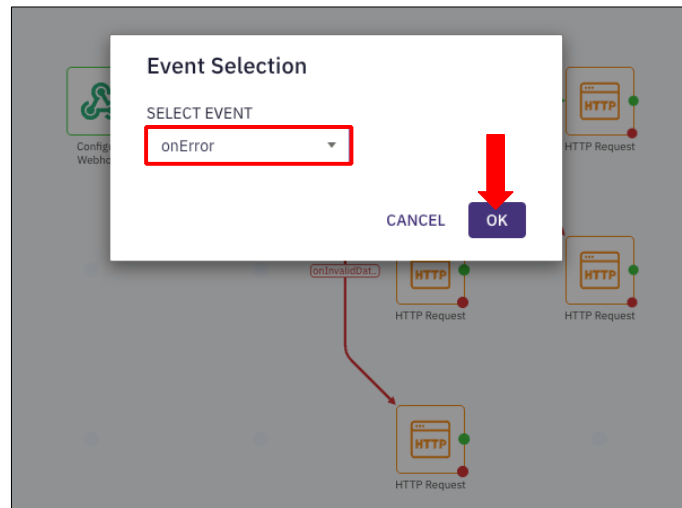 Event Selection
SELECT EVENT
onError
CANCEL OK
HTTP
HTTP Request
(onInvalidDat..)
HTTP
HTTP Request
HTTP
HTTP Request
HTTP
HTTP Request